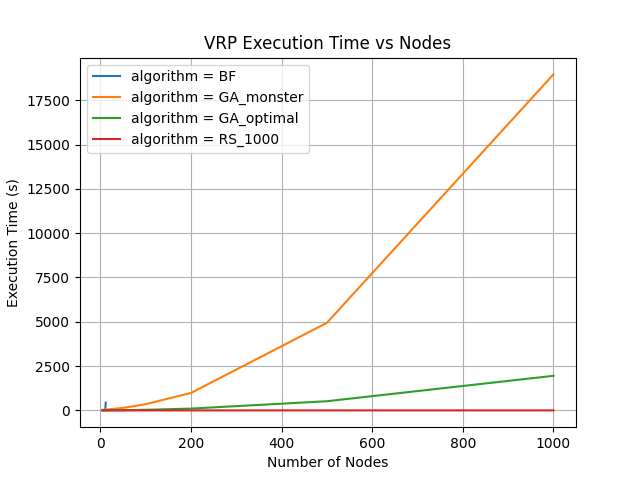 VRP Execution Time vs Nodes
algorithm = BF
algorithm = GA_monster
algorithm = GA_optimal
algorithm = RS_1000
Execution Time (s)
17500
15000
12500
10000
7500
5000
2500
0
0 200 400 600 800 1000
Number of Nodes